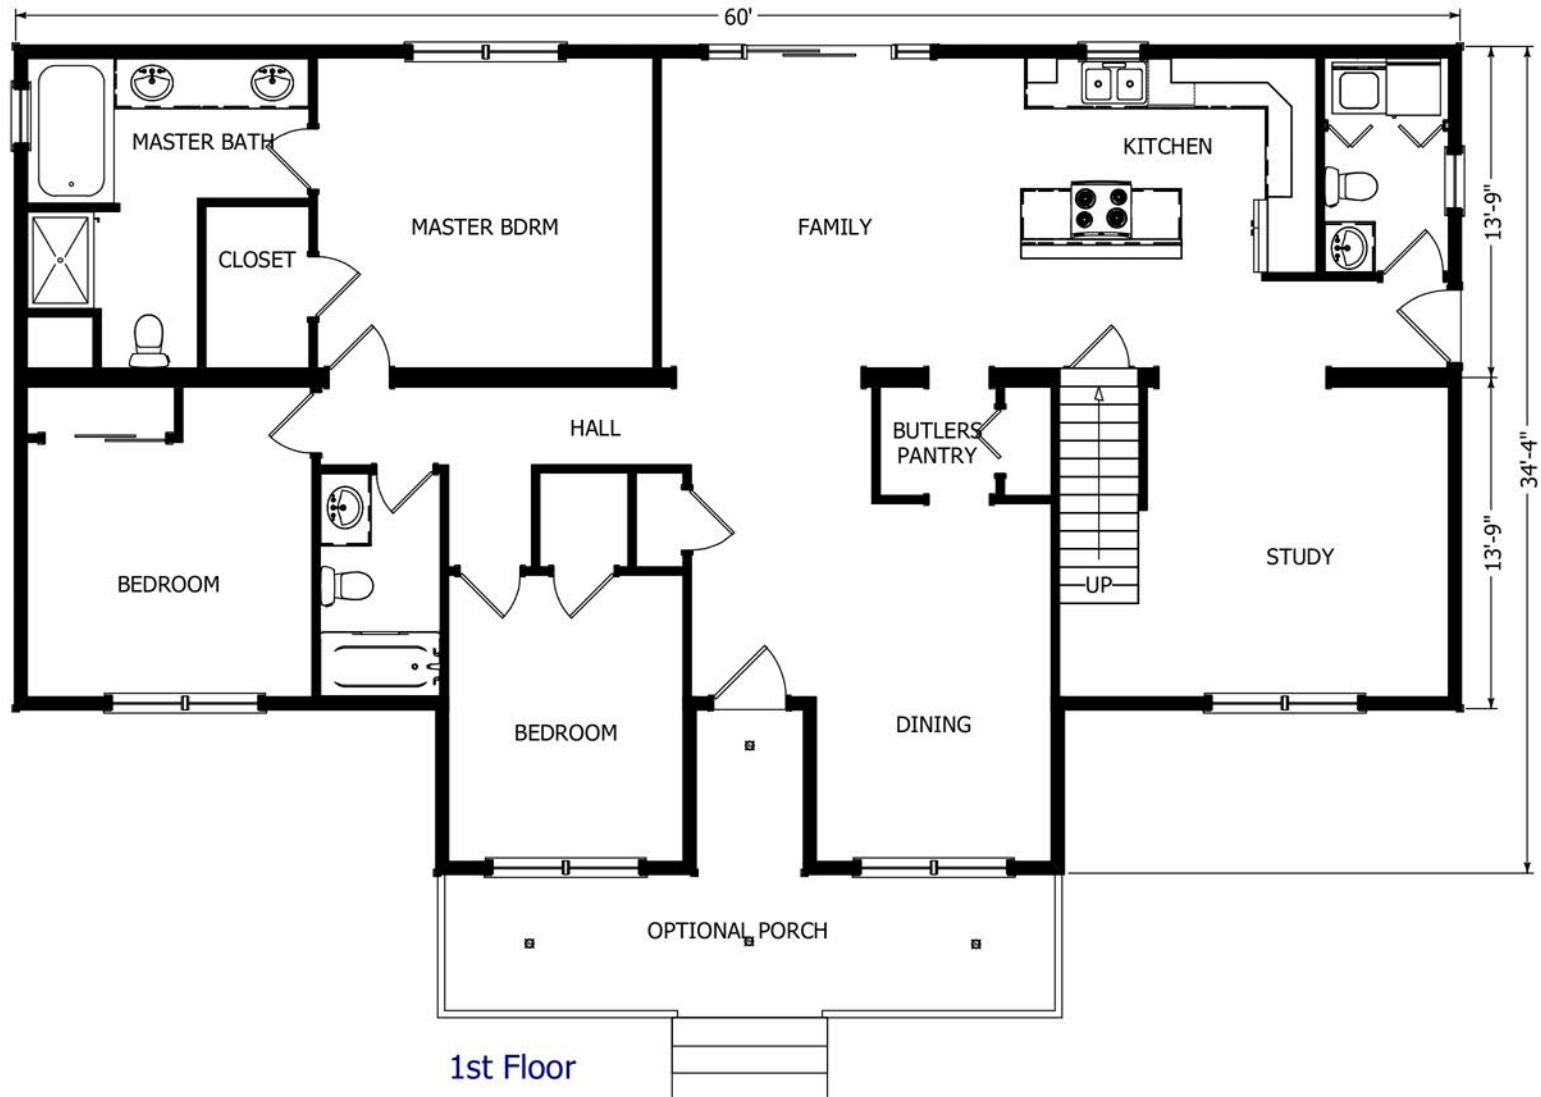 60'
MASTER BATH
KITCHEN
MASTER BDRM
FAMILY
13'-9"
CLOSET
HALL
BUTLERS
PANTRY
34'-4"
BEDROOM
UP
STUDY
13'-9"
BEDROOM
DINING
OPTIONAL PORCH
1st Floor